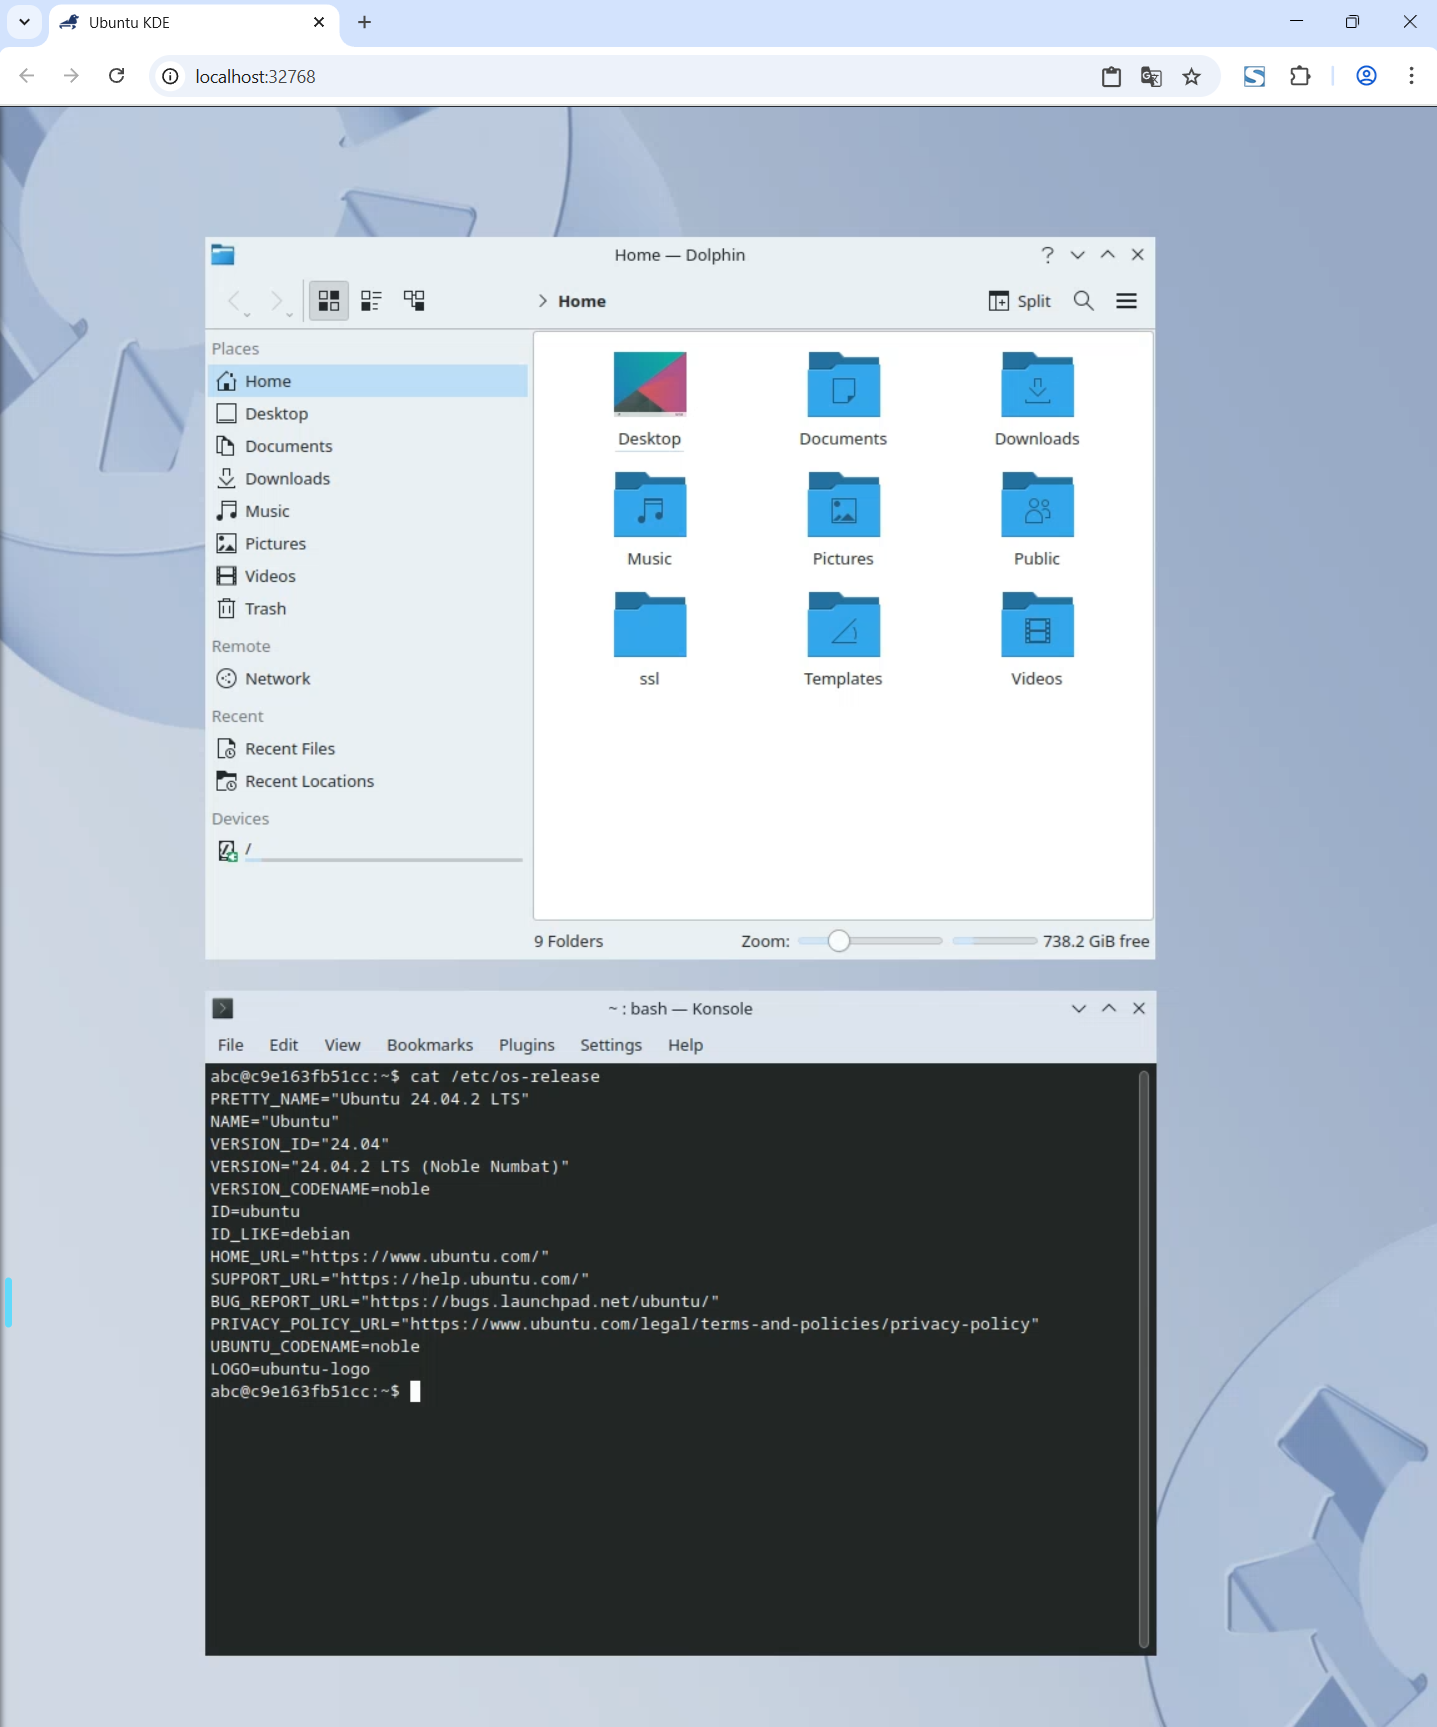 Ubuntu KDE
localhost:32768
Home — Dolphin
Home
Split
Places
Home
Desktop
Documents
Downloads
Music
Pictures
Videos
Trash
Remote
Network
Recent
Recent Files
Recent Locations
Devices
/
Desktop
Documents
Downloads
Music
Pictures
Public
ssl
Templates
Videos
9 Folders
Zoom:
738.2 GiB free
~ : bash — Konsole
File Edit View Bookmarks Plugins Settings Help
abc@c9e163fb51cc:~$ cat /etc/os-release
PRETTY_NAME="Ubuntu 24.04.2 LTS"
NAME="Ubuntu"
VERSION_ID="24.04"
VERSION="24.04.2 LTS (Noble Numbat)"
VERSION_CODENAME=noble
ID=ubuntu
ID_LIKE=debian
HOME_URL="https://www.ubuntu.com/"
SUPPORT_URL="https://help.ubuntu.com/"
BUG_REPORT_URL="https://bugs.launchpad.net/ubuntu/"
PRIVACY_POLICY_URL="https://www.ubuntu.com/legal/terms-and-policies/privacy-policy"
UBUNTU_CODENAME=noble
LOGO=ubuntu-logo
abc@c9e163fb51cc:~$